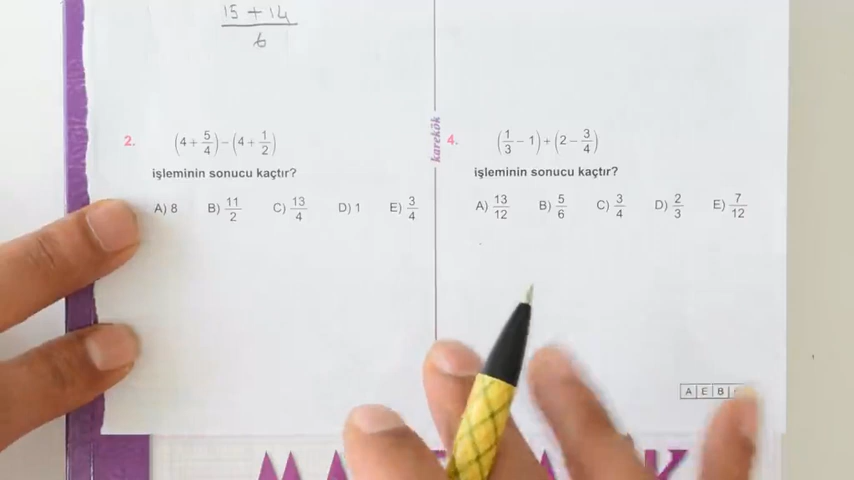 15 + 14
6
2. (4 + 5/4) − (4 + 1/2)
işleminin sonucu kaçtır?
A) 8 B) 11/2 C) 13/4 D) 1 E) 3/4
karekök
4. (1/3 − 1) + (2 − 3/4)
işleminin sonucu kaçtır?
A) 13/12 B) 5/6 C) 3/4 D) 2/3 E) 7/12
A E B